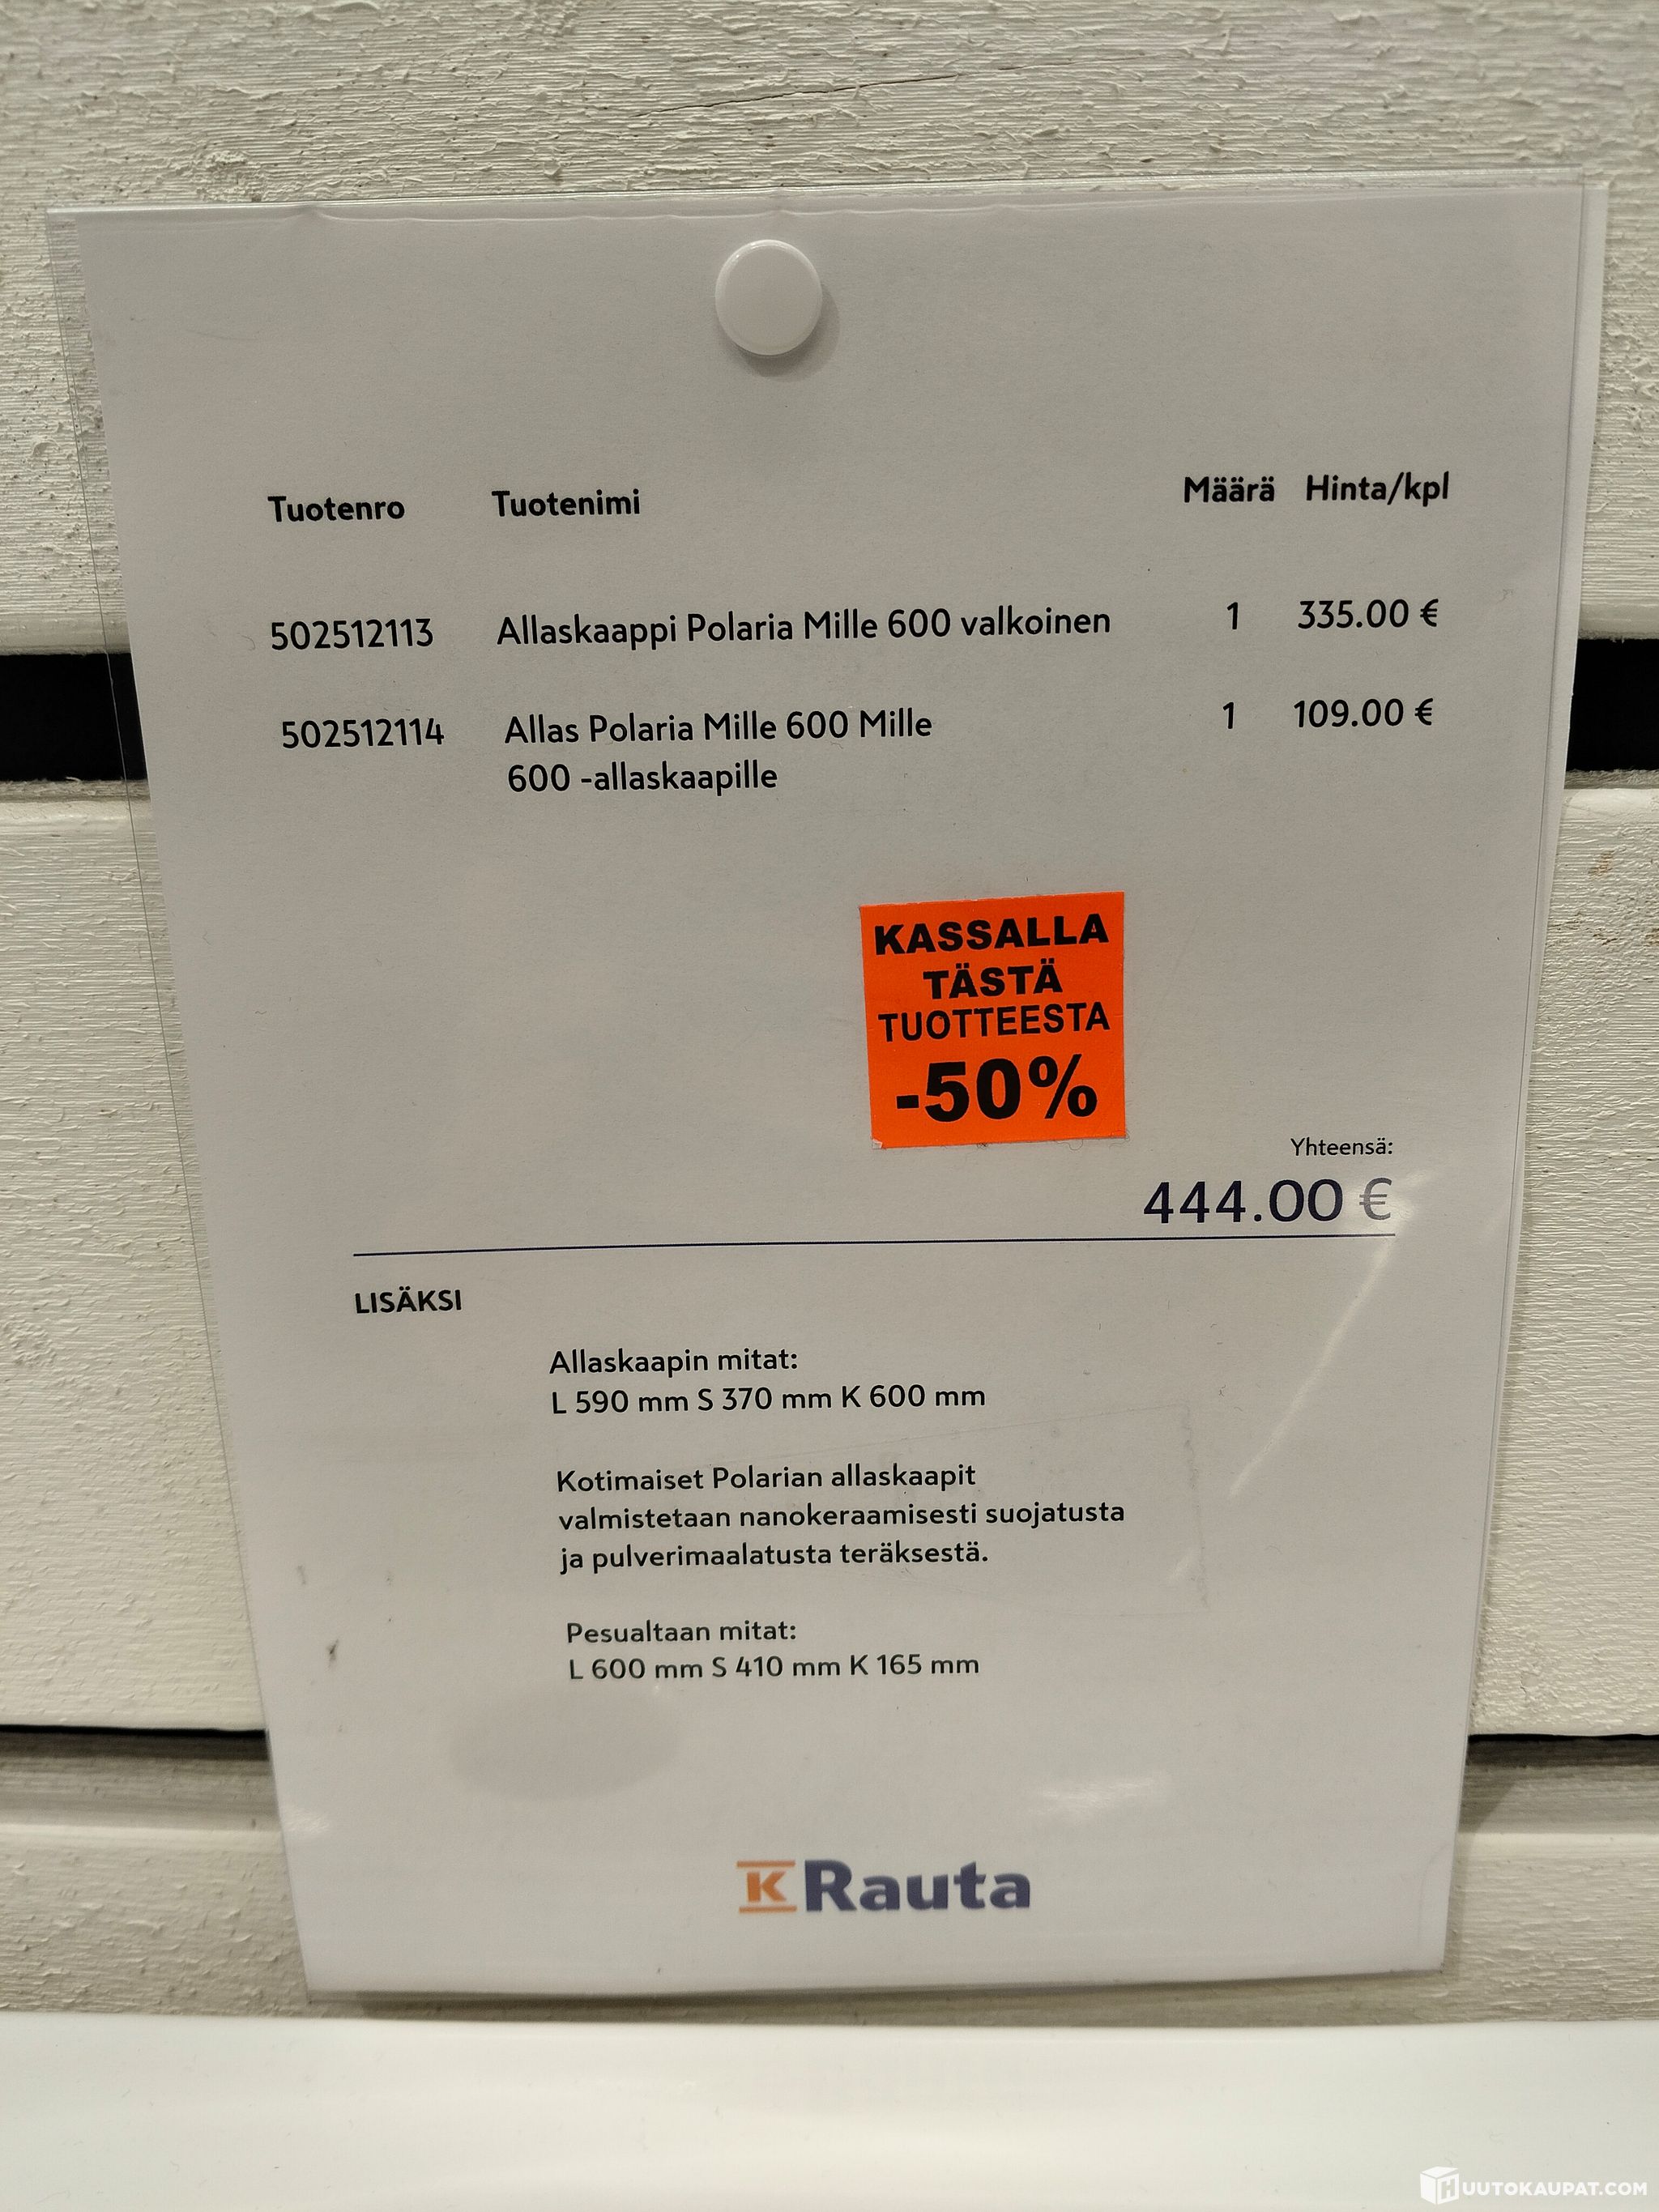 Tuotenro Tuotenimi Määrä Hinta/kpl
502512113 Allaskaappi Polaria Mille 600 valkoinen 1 335.00 €
502512114 Allas Polaria Mille 600 Mille 1 109.00 €
600 -allaskaapille
KASSALLA
TÄSTÄ
TUOTTEESTA
-50%
Yhteensä:
444.00 €
LISÄKSI
Allaskaapin mitat:
L 590 mm S 370 mm K 600 mm
Kotimaiset Polarian allaskaapit
valmistetaan nanokeraamisesti suojatusta
ja pulverimaalatusta teräksestä.
Pesualtaan mitat:
L 600 mm S 410 mm K 165 mm
K Rauta
HUUTOKAUPAT.COM